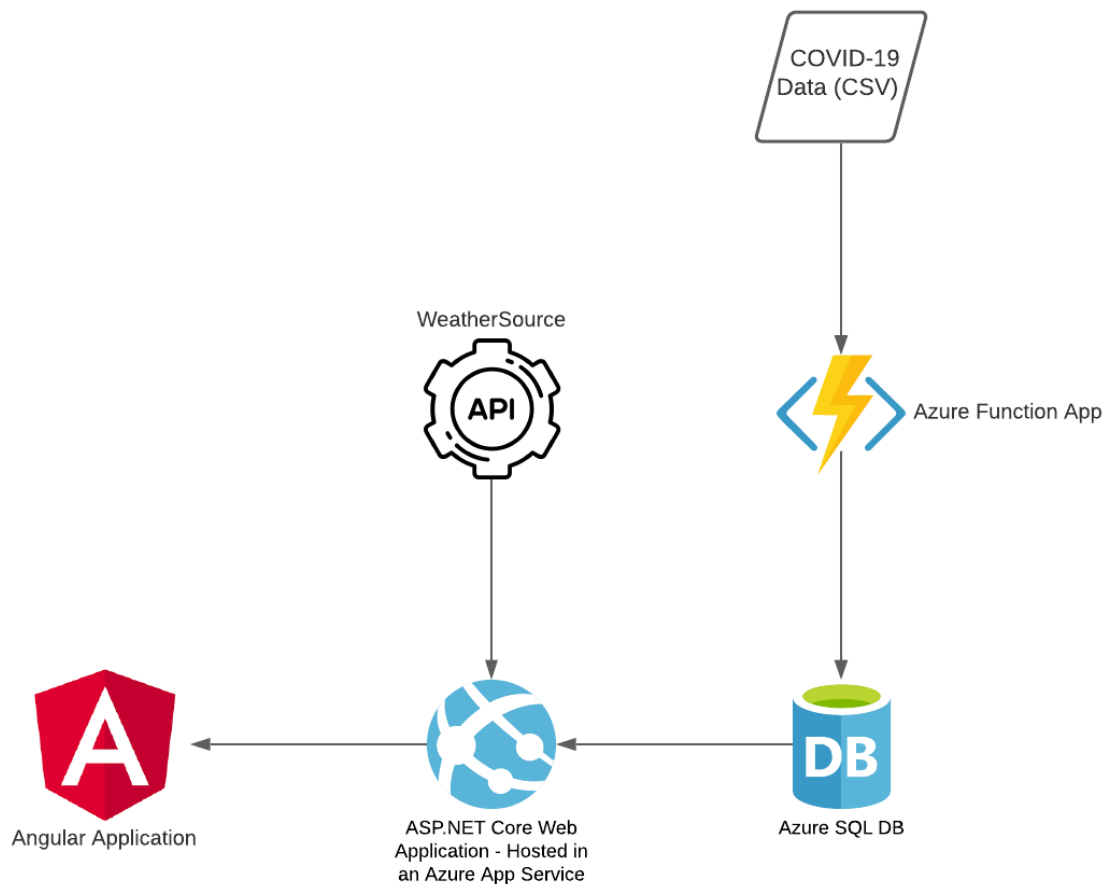 COVID-19
Data (CSV)
WeatherSource
API
Azure Function App
A
DB
Angular Application
ASP.NET Core Web
Application - Hosted in
an Azure App Service
Azure SQL DB